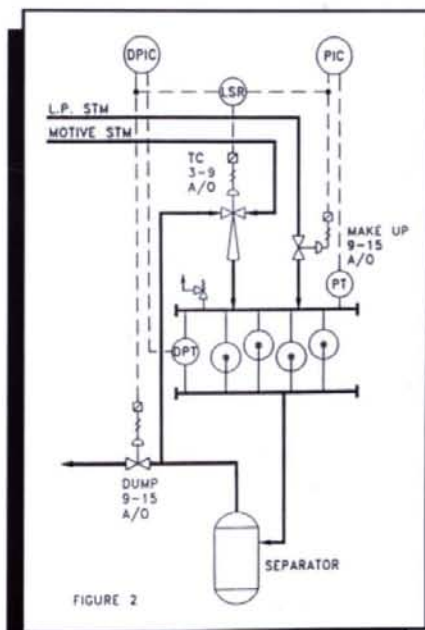 DPIC
PIC
LSR
L.P. STM
MOTIVE STM
TC
3-9
A/O
MAKE UP
9-15
A/O
PT
DPT
DUMP
9-15
A/O
SEPARATOR
FIGURE 2